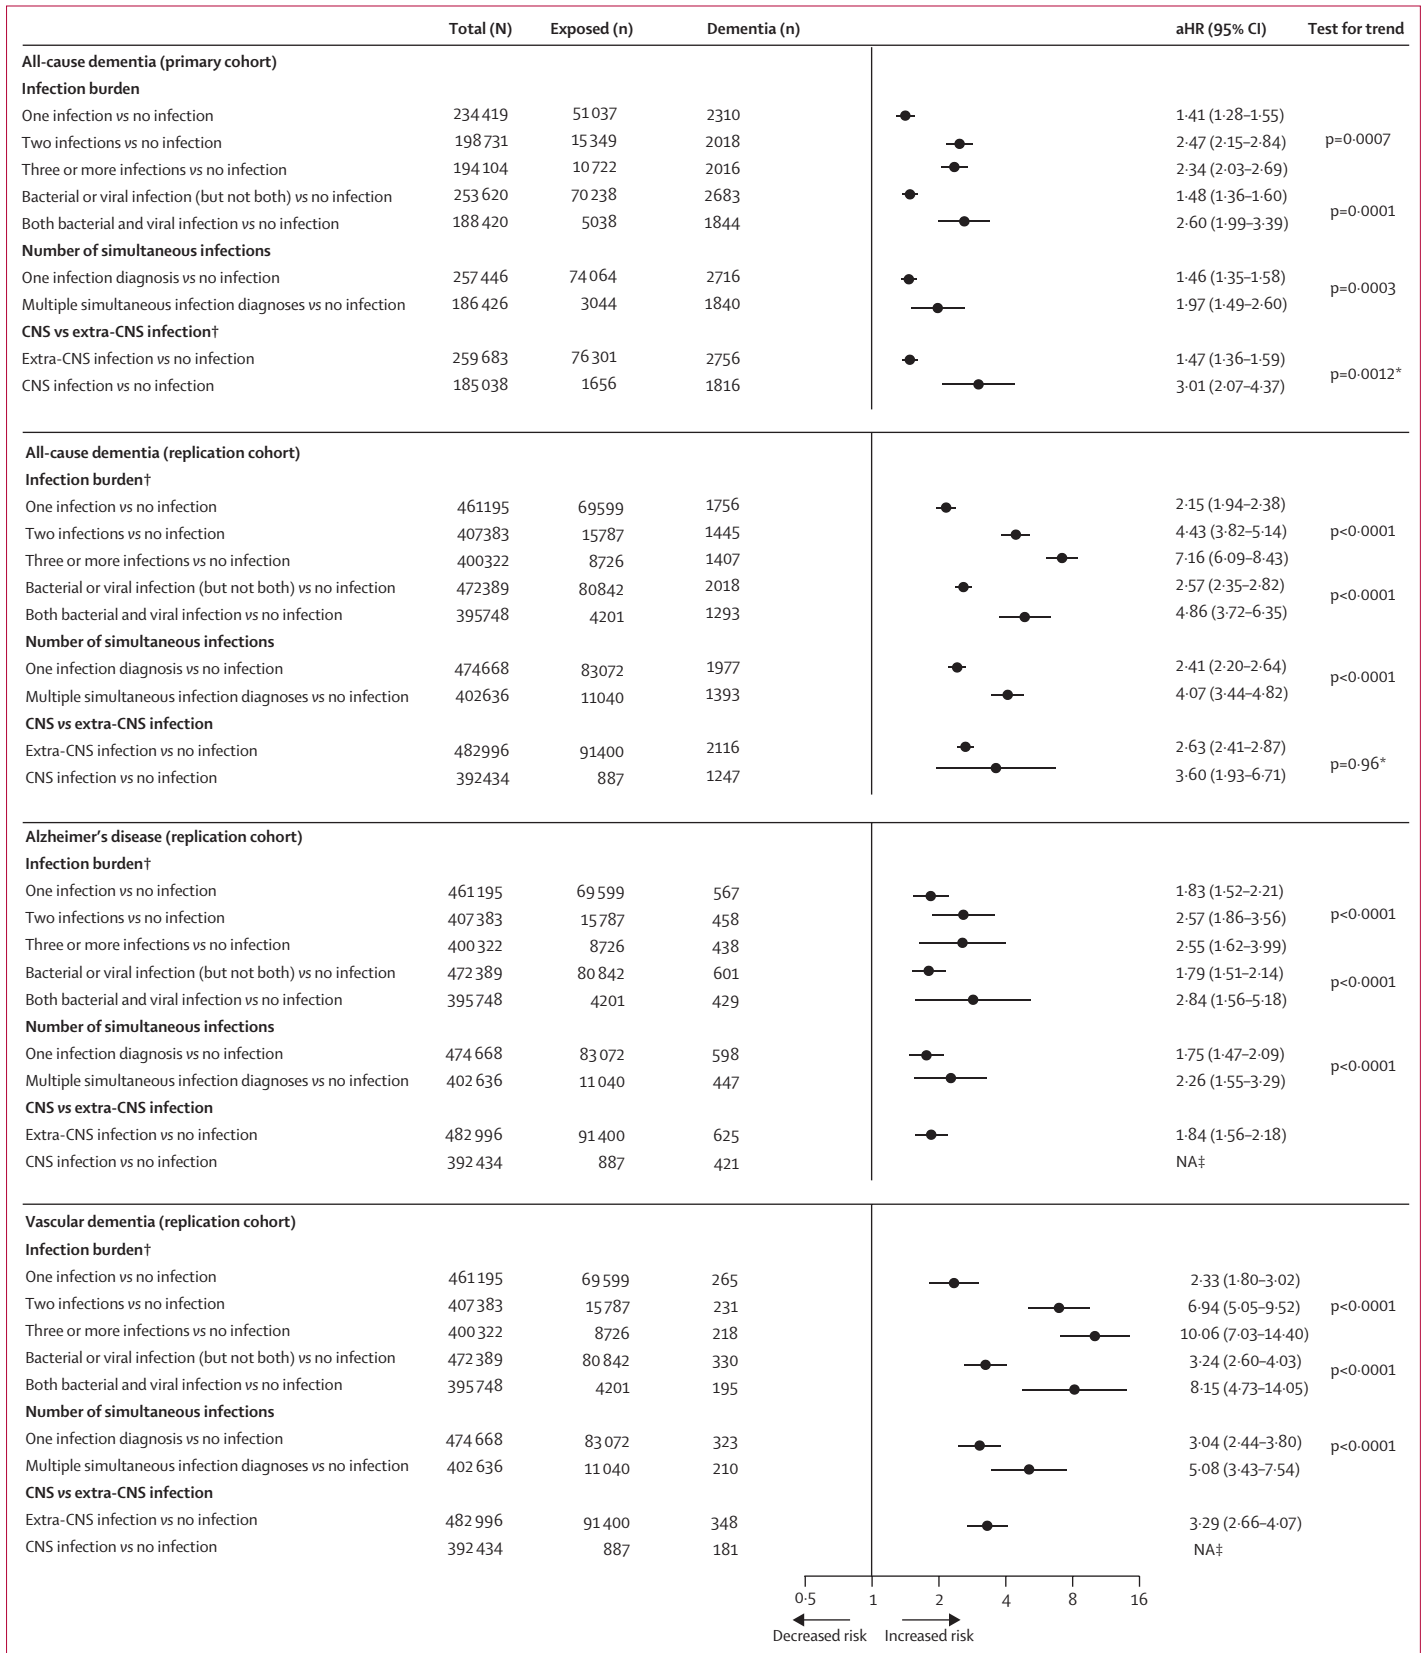 Total (N) Exposed (n) Dementia (n) aHR (95% CI) Test for trend
All-cause dementia (primary cohort)
Infection burden
One infection vs no infection 234 419 51 037 2310 1·41 (1·28–1·55)
Two infections vs no infection 198 731 15 349 2018 2·47 (2·15–2·84) p=0·0007
Three or more infections vs no infection 194 104 10 722 2016 2·34 (2·03–2·69)
Bacterial or viral infection (but not both) vs no infection 253 620 70 238 2683 1·48 (1·36–1·60)
p=0·0001
Both bacterial and viral infection vs no infection 188 420 5038 1844 2·60 (1·99–3·39)
Number of simultaneous infections
One infection diagnosis vs no infection 257 446 74 064 2716 1·46 (1·35–1·58)
p=0·0003
Multiple simultaneous infection diagnoses vs no infection 186 426 3044 1840 1·97 (1·49–2·60)
CNS vs extra-CNS infection†
Extra-CNS infection vs no infection 259 683 76 301 2756 1·47 (1·36–1·59)
p=0·0012*
CNS infection vs no infection 185 038 1656 1816 3·01 (2·07–4·37)
All-cause dementia (replication cohort)
Infection burden†
One infection vs no infection 461195 69599 1756 2·15 (1·94–2·38)
Two infections vs no infection 407383 15787 1445 4·43 (3·82–5·14) p<0·0001
Three or more infections vs no infection 400322 8726 1407 7·16 (6·09–8·43)
Bacterial or viral infection (but not both) vs no infection 472389 80842 2018 2·57 (2·35–2·82)
p<0·0001
Both bacterial and viral infection vs no infection 395748 4201 1293 4·86 (3·72–6·35)
Number of simultaneous infections
One infection diagnosis vs no infection 474668 83072 1977 2·41 (2·20–2·64)
p<0·0001
Multiple simultaneous infection diagnoses vs no infection 402636 11040 1393 4·07 (3·44–4·82)
CNS vs extra-CNS infection
Extra-CNS infection vs no infection 482996 91400 2116 2·63 (2·41–2·87)
p=0·96*
CNS infection vs no infection 392434 887 1247 3·60 (1·93–6·71)
Alzheimer's disease (replication cohort)
Infection burden†
One infection vs no infection 461 195 69 599 567 1·83 (1·52–2·21)
Two infections vs no infection 407 383 15 787 458 2·57 (1·86–3·56) p<0·0001
Three or more infections vs no infection 400 322 8726 438 2·55 (1·62–3·99)
Bacterial or viral infection (but not both) vs no infection 472 389 80 842 601 1·79 (1·51–2·14)
p<0·0001
Both bacterial and viral infection vs no infection 395 748 4201 429 2·84 (1·56–5·18)
Number of simultaneous infections
One infection diagnosis vs no infection 474 668 83 072 598 1·75 (1·47–2·09)
p<0·0001
Multiple simultaneous infection diagnoses vs no infection 402 636 11 040 447 2·26 (1·55–3·29)
CNS vs extra-CNS infection
Extra-CNS infection vs no infection 482 996 91 400 625 1·84 (1·56–2·18)
CNS infection vs no infection 392 434 887 421 NA‡
Vascular dementia (replication cohort)
Infection burden†
One infection vs no infection 461 195 69 599 265 2·33 (1·80–3·02)
Two infections vs no infection 407 383 15 787 231 6·94 (5·05–9·52) p<0·0001
Three or more infections vs no infection 400 322 8726 218 10·06 (7·03–14·40)
Bacterial or viral infection (but not both) vs no infection 472 389 80 842 330 3·24 (2·60–4·03)
p<0·0001
Both bacterial and viral infection vs no infection 395 748 4201 195 8·15 (4·73–14·05)
Number of simultaneous infections
One infection diagnosis vs no infection 474 668 83 072 323 3·04 (2·44–3·80) p<0·0001
Multiple simultaneous infection diagnoses vs no infection 402 636 11 040 210 5·08 (3·43–7·54)
CNS vs extra-CNS infection
Extra-CNS infection vs no infection 482 996 91 400 348 3·29 (2·66–4·07)
CNS infection vs no infection 392 434 887 181 NA‡
0·5 1 2 4 8 16
Decreased risk Increased risk